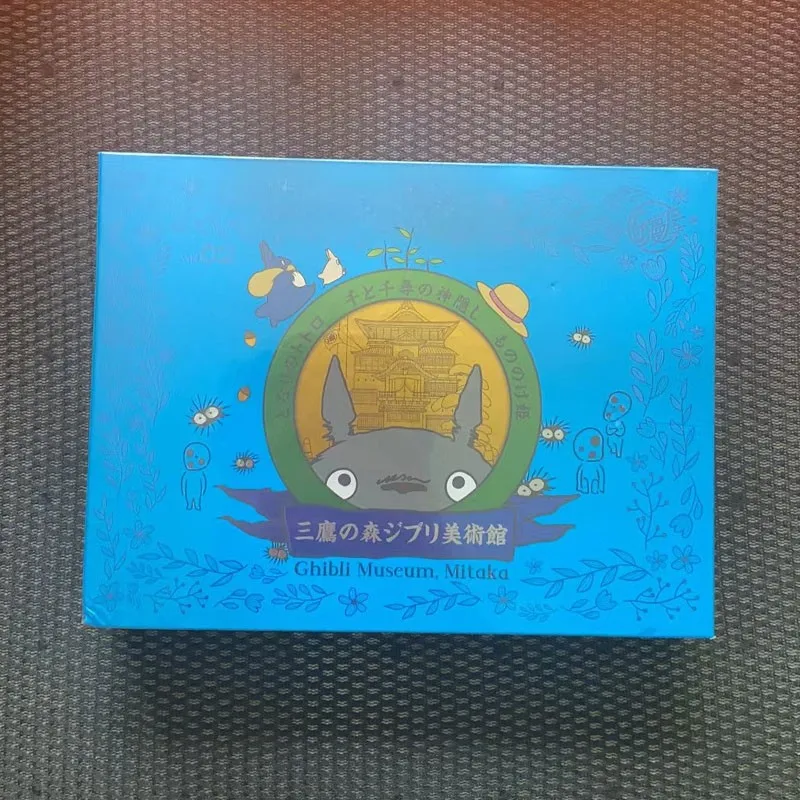 となりのトトロ 千と千尋の神隠し もののけ姫
三鷹の森ジブリ美術館
Ghibli Museum, Mitaka